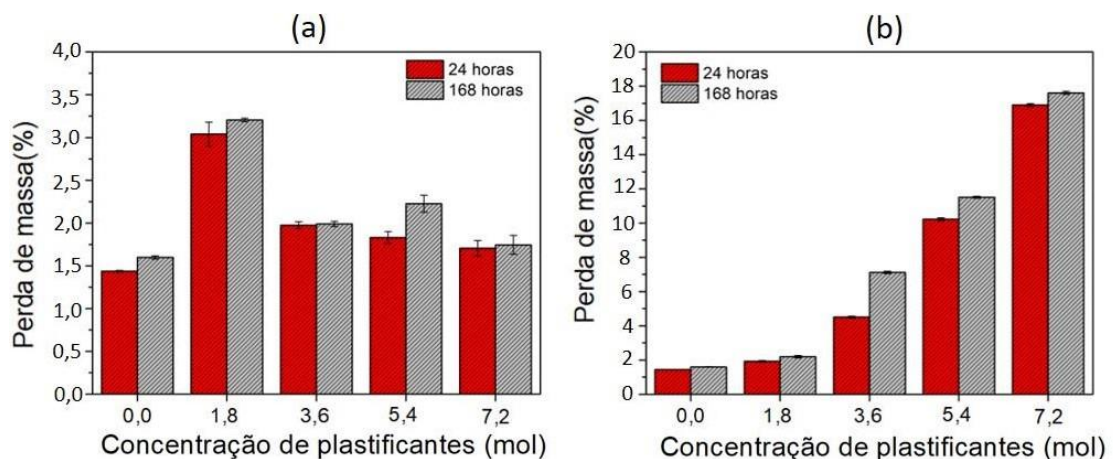 (a)
Perda de massa(%)
4,0
3,5
3,0
2,5
2,0
1,5
1,0
0,5
0,0
24 horas
168 horas
0,0 1,8 3,6 5,4 7,2
Concentração de plastificantes (mol)
(b)
Perda de massa(%)
20
18
16
14
12
10
8
6
4
2
0
24 horas
168 horas
0,0 1,8 3,6 5,4 7,2
Concentração de plastificantes (mol)